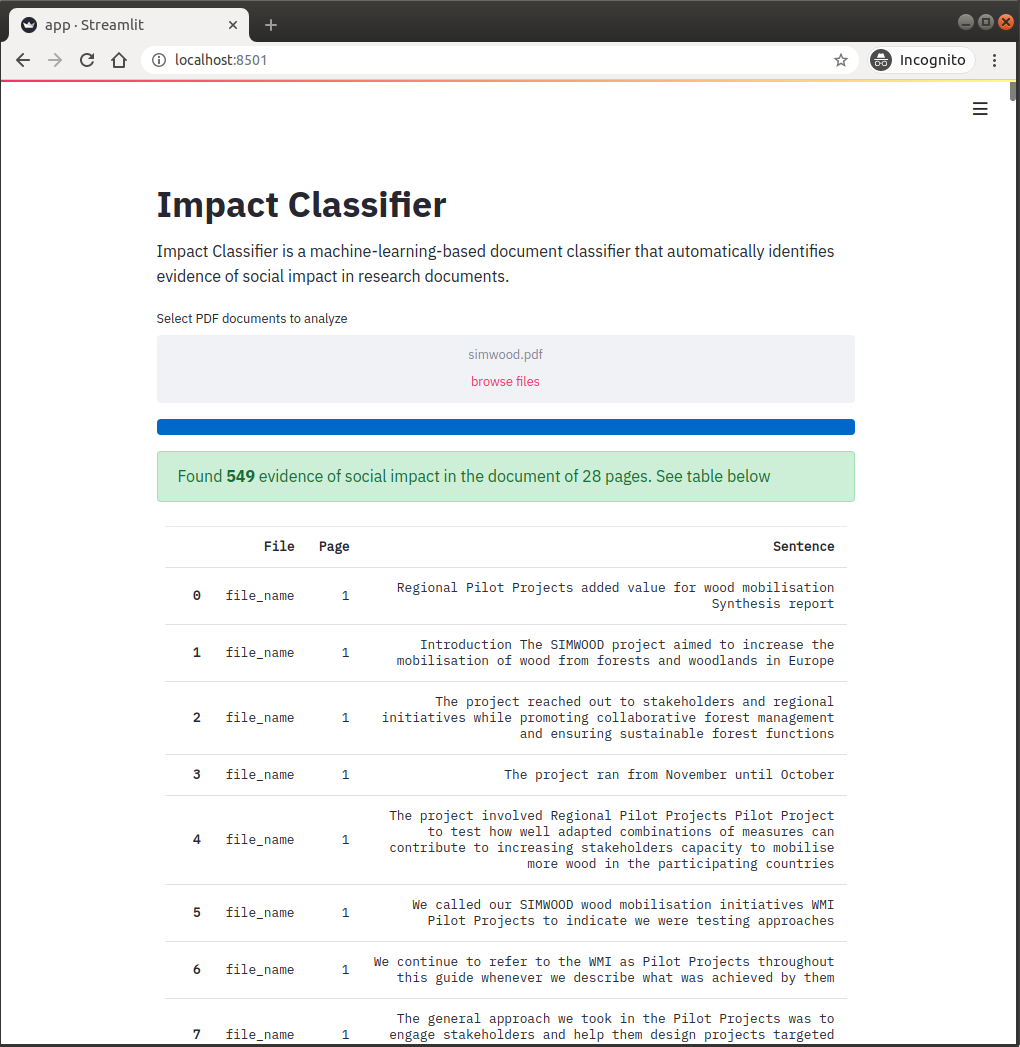 app · Streamlit
localhost:8501
Incognito
Impact Classifier
Impact Classifier is a machine-learning-based document classifier that automatically identifies
evidence of social impact in research documents.
Select PDF documents to analyze
simwood.pdf
browse files
Found 549 evidence of social impact in the document of 28 pages. See table below
File Page Sentence
0 file_name 1 Regional Pilot Projects added value for wood mobilisation
Synthesis report
1 file_name 1 Introduction The SIMWOOD project aimed to increase the
mobilisation of wood from forests and woodlands in Europe
2 file_name 1 The project reached out to stakeholders and regional
initiatives while promoting collaborative forest management
and ensuring sustainable forest functions
3 file_name 1 The project ran from November until October
4 file_name 1 The project involved Regional Pilot Projects Pilot Project
to test how well adapted combinations of measures can
contribute to increasing stakeholders capacity to mobilise
more wood in the participating countries
5 file_name 1 We called our SIMWOOD wood mobilisation initiatives WMI
Pilot Projects to indicate we were testing approaches
6 file_name 1 We continue to refer to the WMI as Pilot Projects throughout
this guide whenever we describe what was achieved by them
7 file_name 1 The general approach we took in the Pilot Projects was to
engage stakeholders and help them design projects targeted